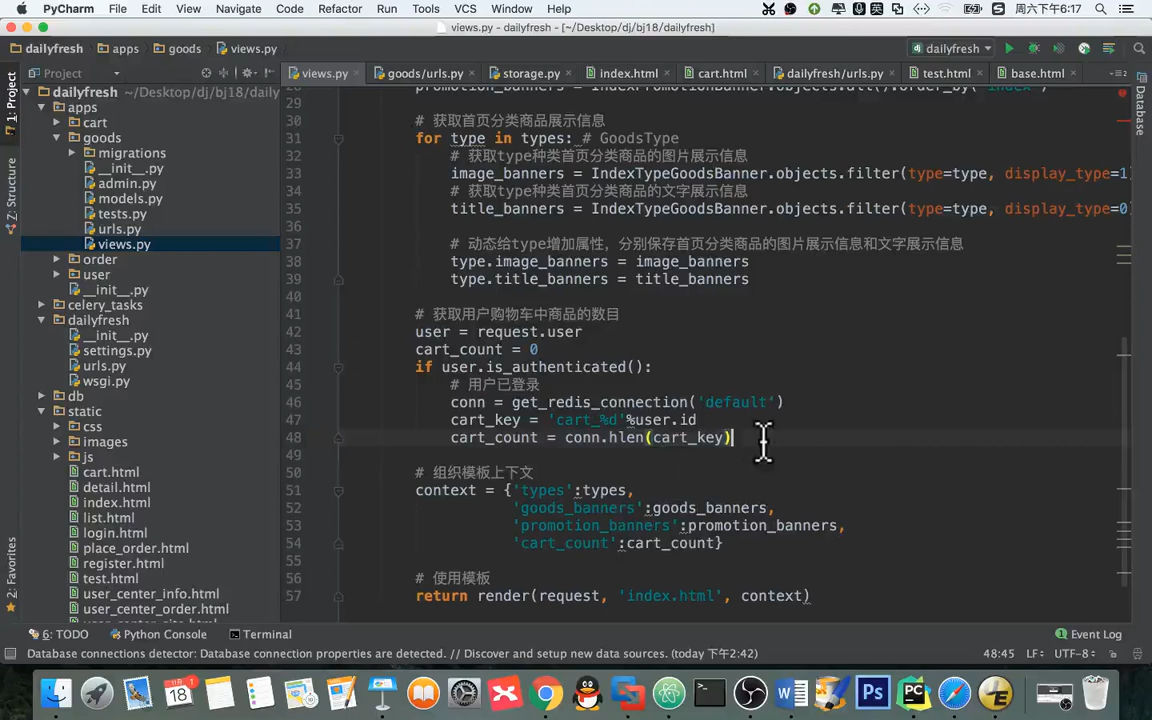 PyCharm File Edit View Navigate Code Refactor Run Tools VCS Window Help 周六下午6:17
views.py – dailyfresh – [~/Desktop/dj/bj18/dailyfresh]
dailyfresh apps goods views.py dailyfresh
Project views.py goods/urls.py storage.py index.html cart.html dailyfresh/urls.py test.html base.html
1: Project
Z: Structure
2: Favorites
Database
dailyfresh ~/Desktop/dj/bj18/daily
apps
cart
goods
migrations
__init__.py
admin.py
models.py
tests.py
urls.py
views.py
order
user
__init__.py
celery_tasks
dailyfresh
__init__.py
settings.py
urls.py
wsgi.py
db
static
css
images
js
cart.html
detail.html
index.html
list.html
login.html
place_order.html
register.html
test.html
user_center_info.html
user_center_order.html
28 promotion_banners = IndexPromotionBanner.objects.all().order_by('index')
29
30 # 获取首页分类商品展示信息
31 for type in types: # GoodsType
32 # 获取type种类首页分类商品的图片展示信息
33 image_banners = IndexTypeGoodsBanner.objects.filter(type=type, display_type=1)
34 # 获取type种类首页分类商品的文字展示信息
35 title_banners = IndexTypeGoodsBanner.objects.filter(type=type, display_type=0
36
37 # 动态给type增加属性，分别保存首页分类商品的图片展示信息和文字展示信息
38 type.image_banners = image_banners
39 type.title_banners = title_banners
40
41 # 获取用户购物车中商品的数目
42 user = request.user
43 cart_count = 0
44 if user.is_authenticated():
45 # 用户已登录
46 conn = get_redis_connection('default')
47 cart_key = 'cart_%d'%user.id
48 cart_count = conn.hlen(cart_key)
49
50 # 组织模板上下文
51 context = {'types':types,
52 'goods_banners':goods_banners,
53 'promotion_banners':promotion_banners,
54 'cart_count':cart_count}
55
56 # 使用模板
57 return render(request, 'index.html', context)
6: TODO Python Console Terminal 1 Event Log
Database connections detector: Database connection properties are detected. // Discover and setup new data sources. (today 下午2:42) 48:45 LF÷ UTF-8÷
18